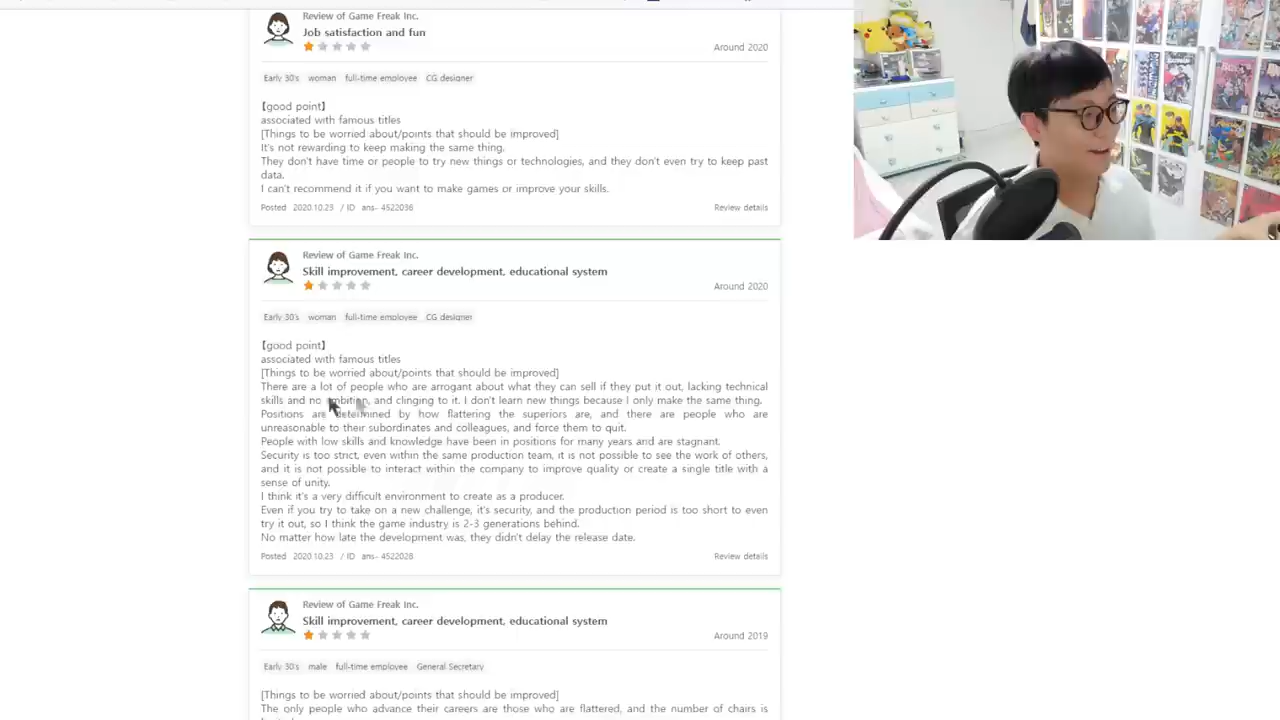 Review of Game Freak Inc.
Job satisfaction and fun
Around 2020
Early 30's woman full-time employee CG designer
【good point】
associated with famous titles
[Things to be worried about/points that should be improved]
It's not rewarding to keep making the same thing.
They don't have time or people to try new things or technologies, and they don't even try to keep past
data.
I can't recommend it if you want to make games or improve your skills.
Posted 2020.10.23 / ID ans- 4522036 Review details
Review of Game Freak Inc.
Skill improvement, career development, educational system
Around 2020
Early 30's woman full-time employee CG designer
【good point】
associated with famous titles
[Things to be worried about/points that should be improved]
There are a lot of people who are arrogant about what they can sell if they put it out, lacking technical
skills and no ambition, and clinging to it. I don't learn new things because I only make the same thing.
Positions are determined by how flattering the superiors are, and there are people who are
unreasonable to their subordinates and colleagues, and force them to quit.
People with low skills and knowledge have been in positions for many years and are stagnant.
Security is too strict, even within the same production team, it is not possible to see the work of others,
and it is not possible to interact within the company to improve quality or create a single title with a
sense of unity.
I think it's a very difficult environment to create as a producer.
Even if you try to take on a new challenge, it's security, and the production period is too short to even
try it out, so I think the game industry is 2-3 generations behind.
No matter how late the development was, they didn't delay the release date.
Posted 2020.10.23 / ID ans- 4522028 Review details
Review of Game Freak Inc.
Skill improvement, career development, educational system
Around 2019
Early 30's male full-time employee General Secretary
[Things to be worried about/points that should be improved]
The only people who advance their careers are those who are flattered, and the number of chairs is